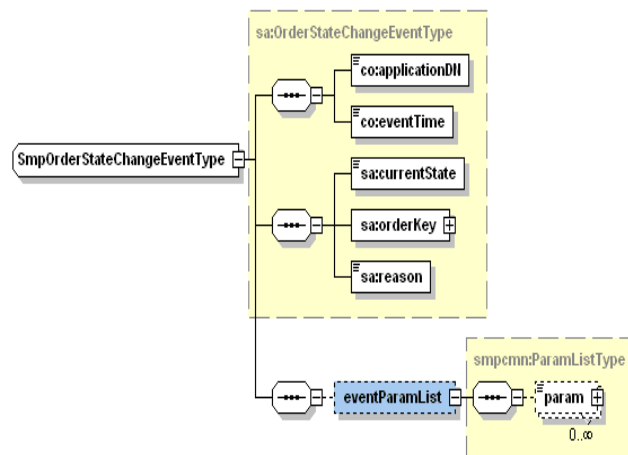 sa:OrderStateChangeEventType
co:applicationDN
co:eventTime
SmpOrderStateChangeEventType
sa:currentState
sa:orderKey
sa:reason
smpcmn:ParamListType
eventParamList
param
0..∞